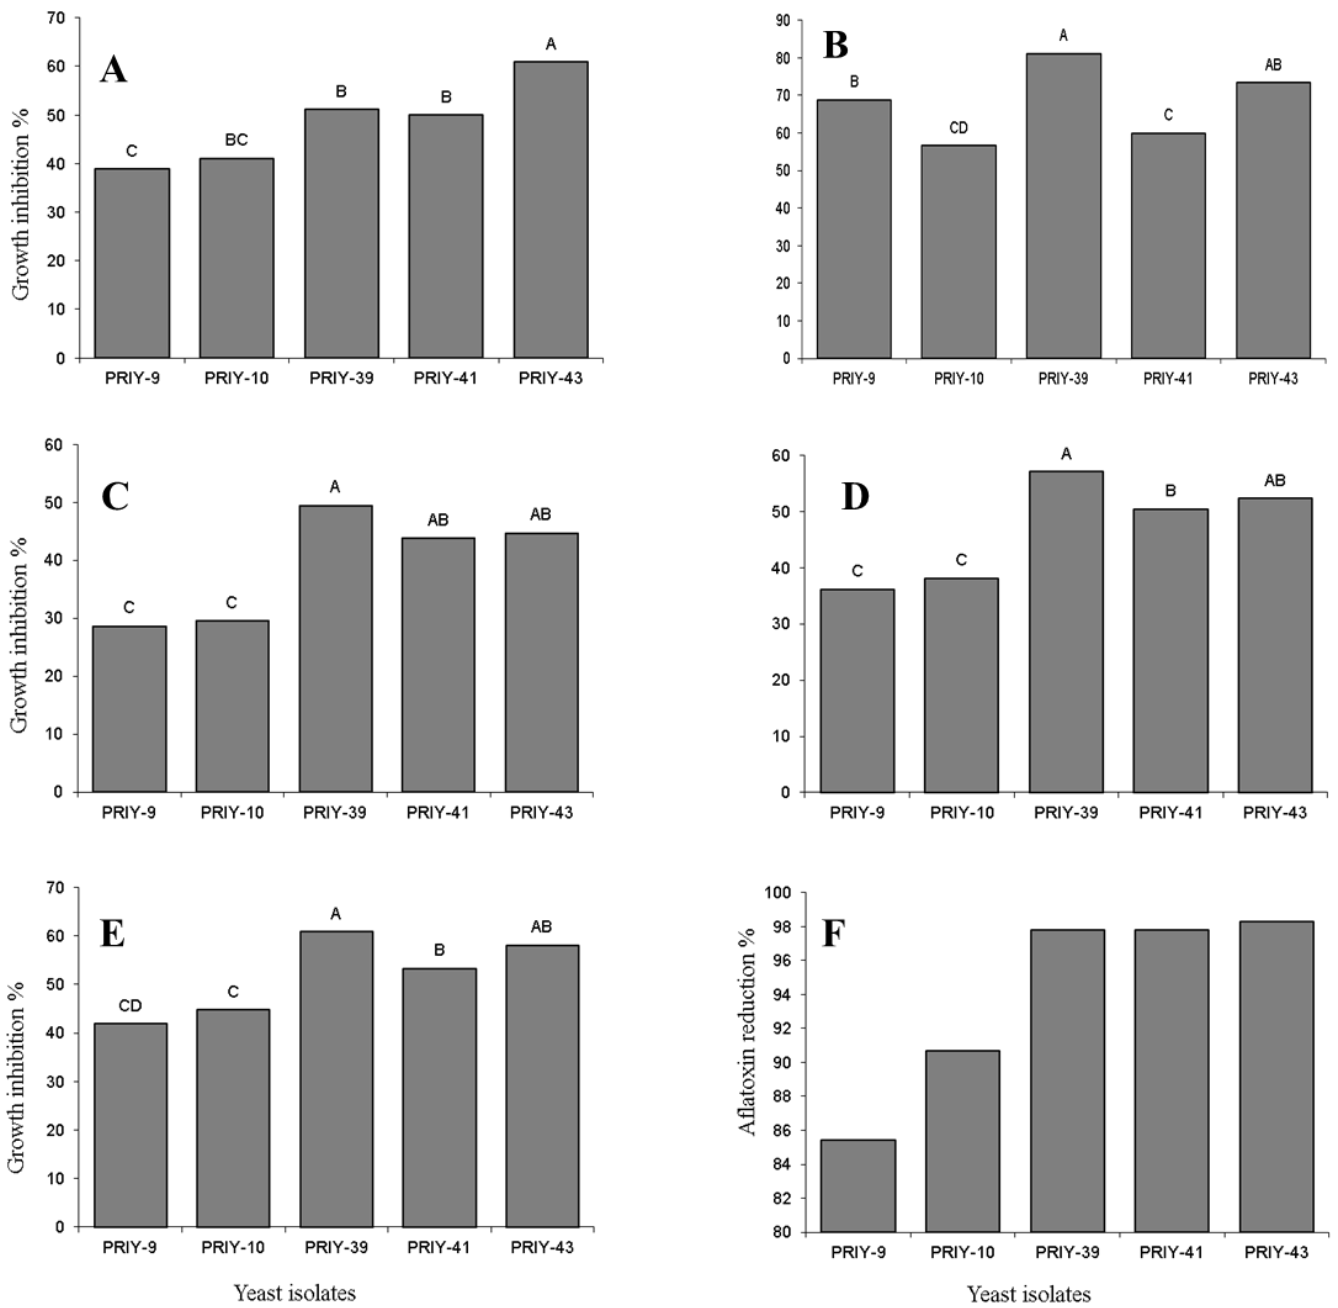 A
Growth inhibition %
70
60
50
40
30
20
10
0
C
BC
B
B
A
PRIY-9 PRIY-10 PRIY-39 PRIY-41 PRIY-43
B
90
80
70
60
50
40
30
20
10
0
B
CD
A
C
AB
PRIY-9 PRIY-10 PRIY-39 PRIY-41 PRIY-43
C
Growth inhibition %
60
50
40
30
20
10
0
C
C
A
AB
AB
PRIY-9 PRIY-10 PRIY-39 PRIY-41 PRIY-43
D
60
50
40
30
20
10
0
C
C
A
B
AB
PRIY-9 PRIY-10 PRIY-39 PRIY-41 PRIY-43
E
Growth inhibition %
70
60
50
40
30
20
10
0
CD
C
A
B
AB
PRIY-9 PRIY-10 PRIY-39 PRIY-41 PRIY-43
Yeast isolates
F
Aflatoxin reduction %
100
98
96
94
92
90
88
86
84
82
80
PRIY-9 PRIY-10 PRIY-39 PRIY-41 PRIY-43
Yeast isolates